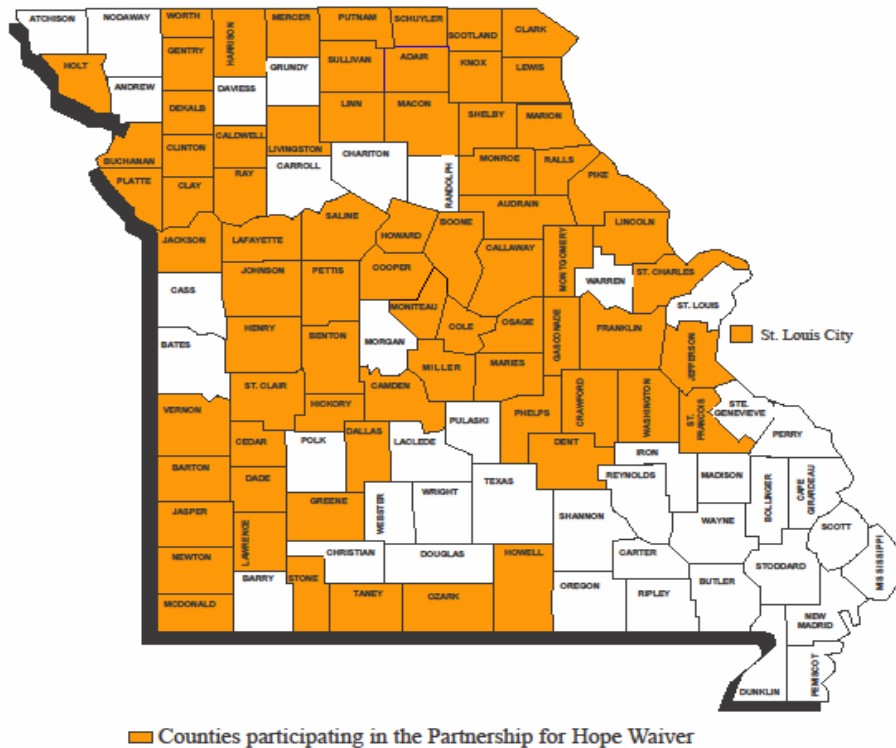 ATCHISON
NODAWAY
WORTH
HARRISON
MERCER
PUTNAM
SCHUYLER
SCOTLAND
CLARK
GENTRY
HOLT
ANDREW
DAVIESS
GRUNDY
SULLIVAN
ADAIR
KNOX
LEWIS
DEKALB
LINN
MACON
SHELBY
MARION
BUCHANAN
CLINTON
CALDWELL
LIVINGSTON
CARROLL
CHARITON
RANDOLPH
MONROE
RALLS
PIKE
PLATTE
CLAY
RAY
SALINE
AUDRAIN
LINCOLN
JACKSON
LAFAYETTE
HOWARD
BOONE
CALLAWAY
MONTGOMERY
WARREN
ST. CHARLES
ST. LOUIS
JOHNSON
PETTIS
COOPER
CASS
MONITEAU
COLE
OSAGE
GASCONADE
FRANKLIN
St. Louis City
HENRY
BENTON
MORGAN
BATES
MILLER
MARIES
JEFFERSON
ST. CLAIR
CAMDEN
VERNON
HICKORY
PULASKI
PHELPS
CRAWFORD
WASHINGTON
ST.
FRANCOIS
STE.
GENEVIEVE
PERRY
CEDAR
POLK
DALLAS
LACLEDE
DENT
IRON
BARTON
DADE
TEXAS
REYNOLDS
MADISON
BOLLINGER
CAPE
GIRARDEAU
JASPER
GREENE
WEBSTER
WRIGHT
SHANNON
WAYNE
SCOTT
MISSISSIPPI
LAWRENCE
NEWTON
CHRISTIAN
DOUGLAS
HOWELL
CARTER
STODDARD
BARRY
STONE
TANEY
OZARK
OREGON
RIPLEY
BUTLER
MCDONALD
NEW
MADRID
DUNKLIN
PEMISCOT
Counties participating in the Partnership for Hope Waiver